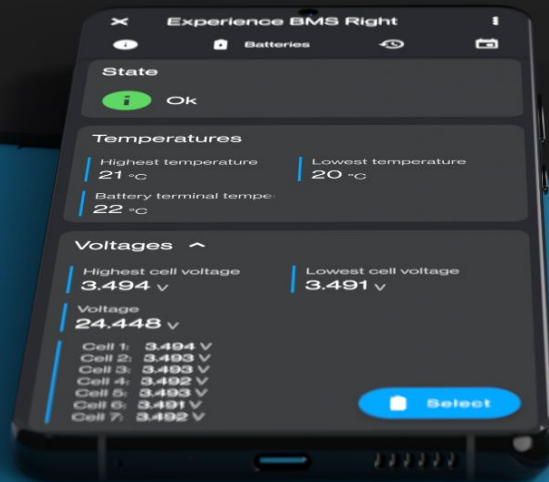 Experience BMS Right
Batteries
State
Ok
Temperatures
Highest temperature
21 °C
Lowest temperature
20 °C
Battery terminal tempe
22 °C
Voltages
Highest cell voltage
3.494 V
Lowest cell voltage
3.491 V
Voltage
24.448 V
Cell 1: 3.494 V
Cell 2: 3.493 V
Cell 3: 3.493 V
Cell 4: 3.492 V
Cell 5: 3.493 V
Cell 6: 3.491 V
Cell 7: 3.492 V
Select